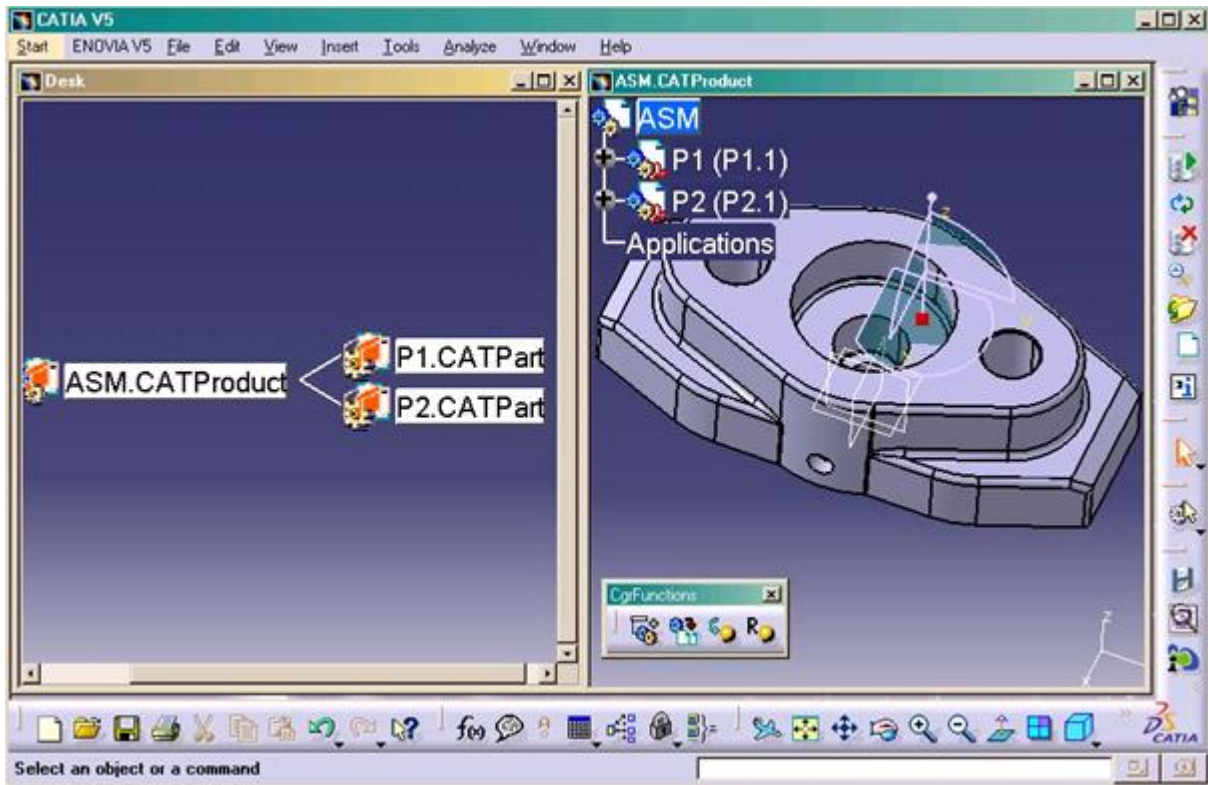 CATIA V5
Start ENOVIA V5 File Edit View Insert Tools Analyze Window Help
Desk
ASM.CATProduct
P1.CATPart
P2.CATPart
ASM.CATProduct
ASM
P1 (P1.1)
P2 (P2.1)
Applications
z
CgrFunctions
R
z
x
f(x)
DS
CATIA
Select an object or a command